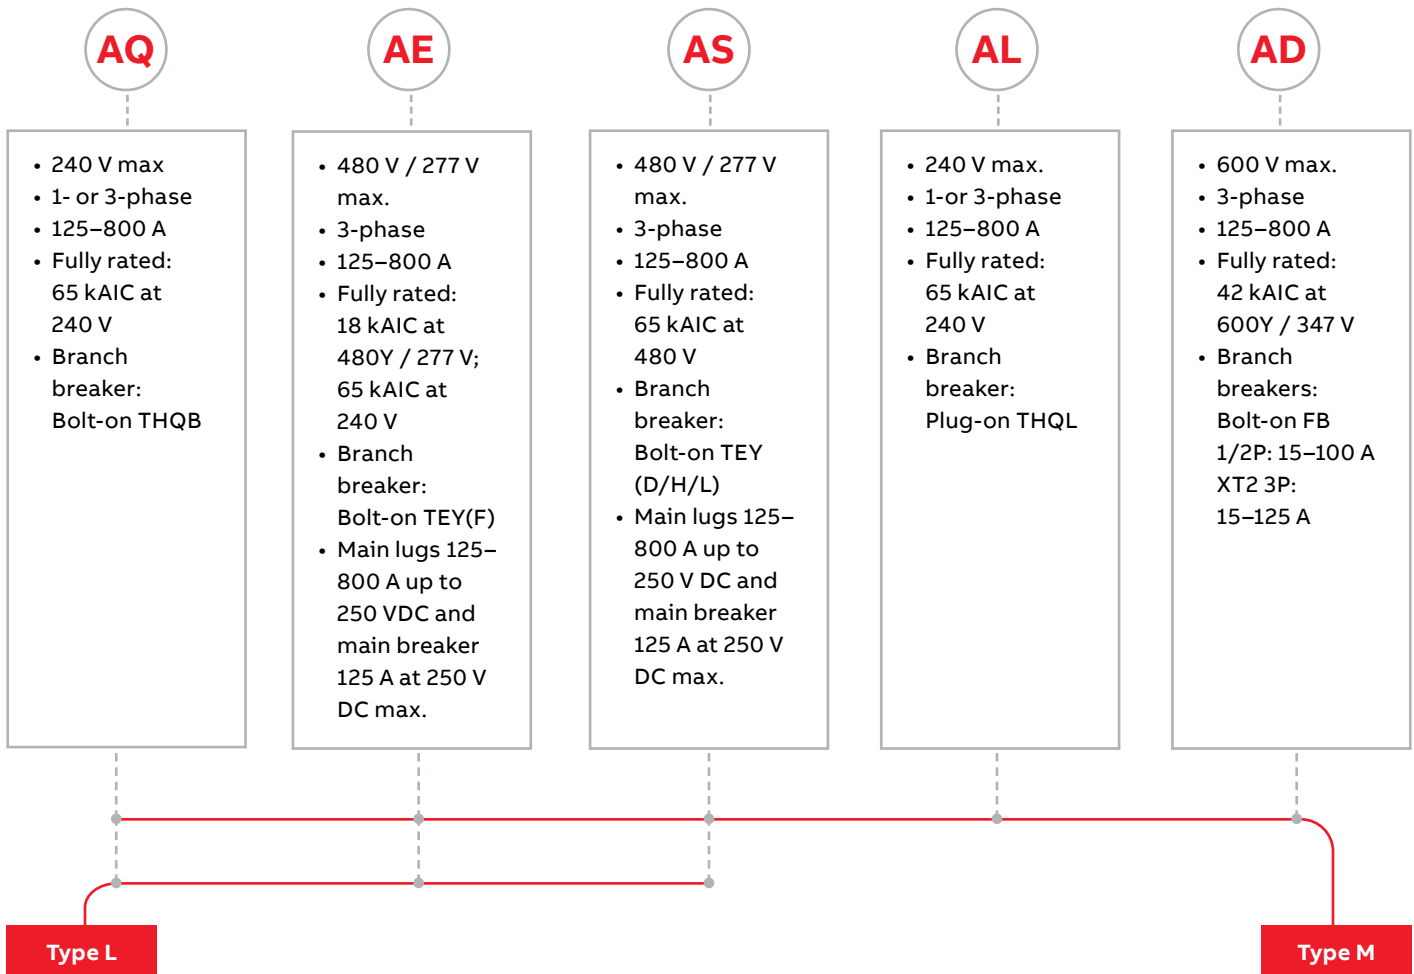 AQ
AE
AS
AL
AD
• 240 V max
• 1- or 3-phase
• 125–800 A
• Fully rated:
65 kAIC at
240 V
• Branch
breaker:
Bolt-on THQB
• 480 V / 277 V
max.
• 3-phase
• 125–800 A
• Fully rated:
18 kAIC at
480Y / 277 V;
65 kAIC at
240 V
• Branch
breaker:
Bolt-on TEY(F)
• Main lugs 125–
800 A up to
250 VDC and
main breaker
125 A at 250 V
DC max.
• 480 V / 277 V
max.
• 3-phase
• 125–800 A
• Fully rated:
65 kAIC at
480 V
• Branch
breaker:
Bolt-on TEY
(D/H/L)
• Main lugs 125–
800 A up to
250 V DC and
main breaker
125 A at 250 V
DC max.
• 240 V max.
• 1-or 3-phase
• 125–800 A
• Fully rated:
65 kAIC at
240 V
• Branch
breaker:
Plug-on THQL
• 600 V max.
• 3-phase
• 125–800 A
• Fully rated:
42 kAIC at
600Y / 347 V
• Branch
breakers:
Bolt-on FB
1/2P: 15–100 A
XT2 3P:
15–125 A
Type L
Type M